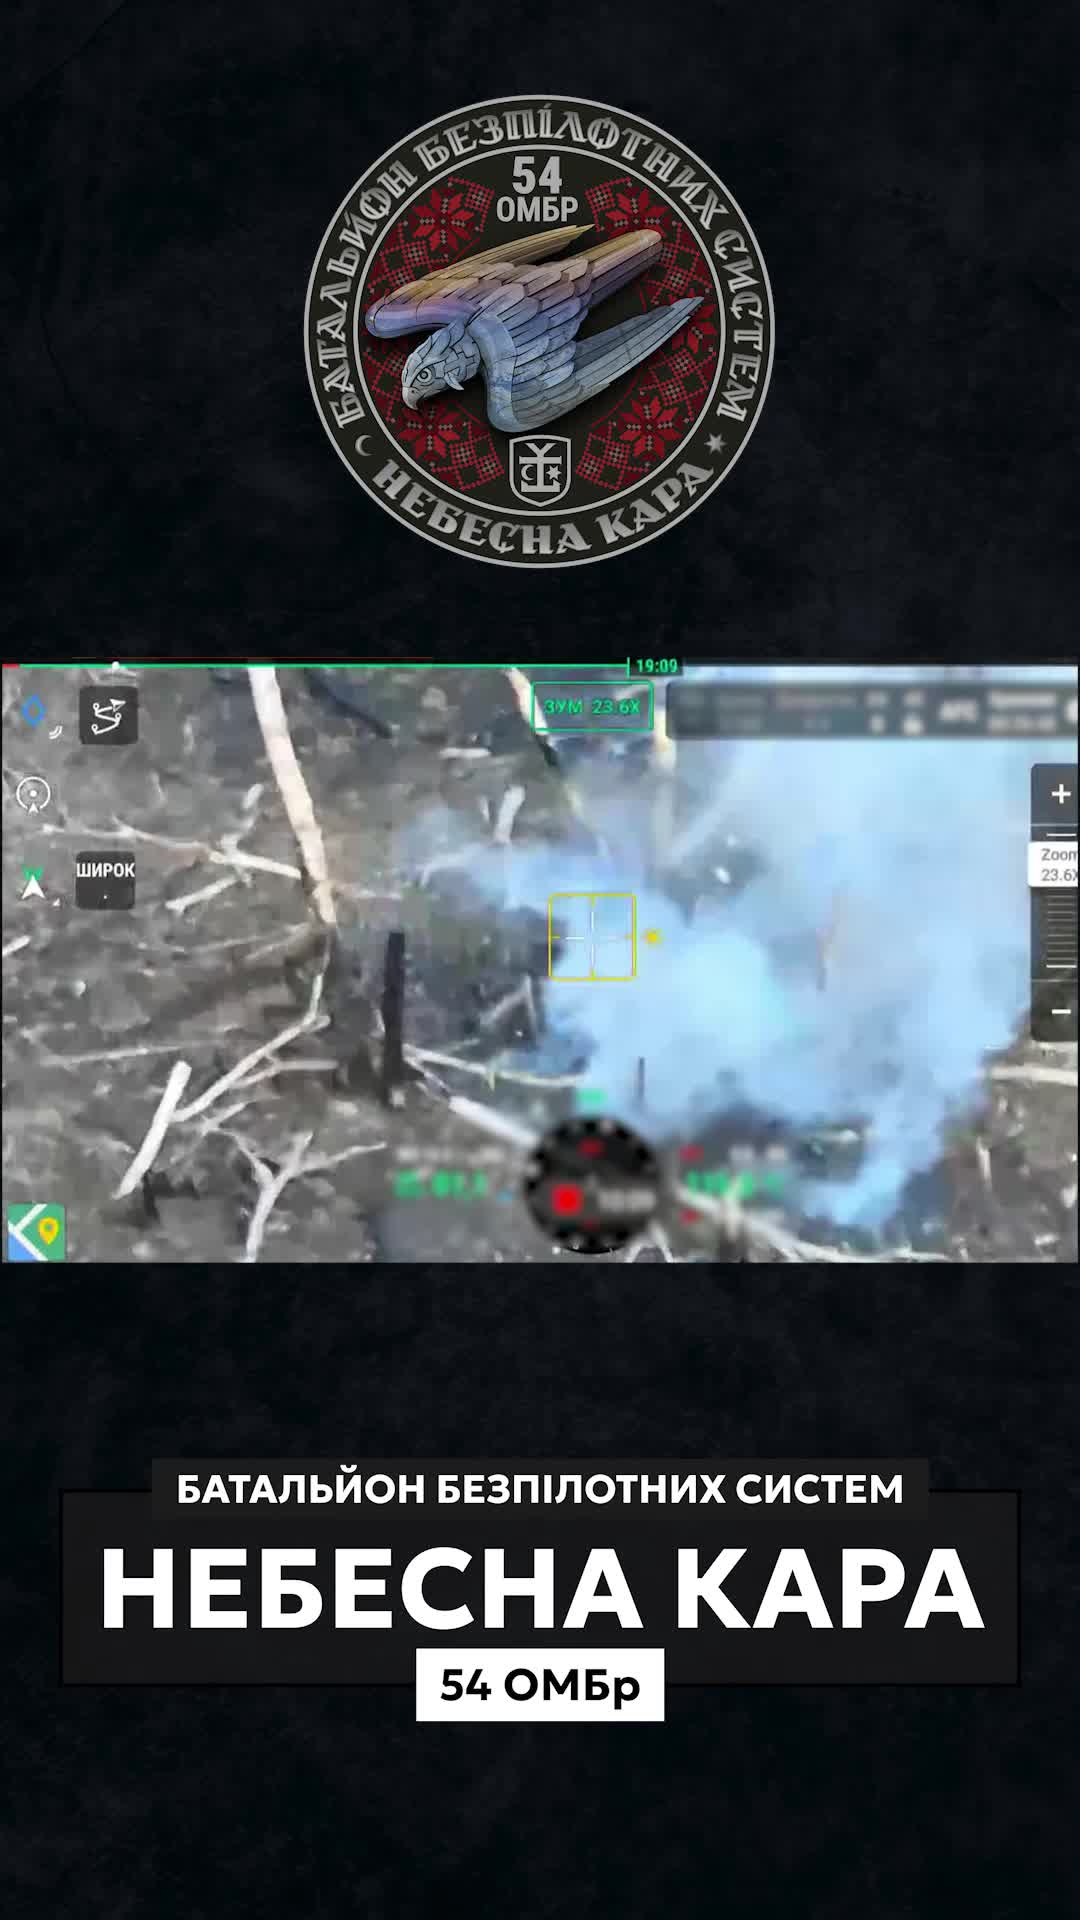 БАТАЛЬЙОН БЕЗПІЛОТНИХ СИСТЕМ
54
ОМБР
НЕБЕСНА КАРА
19:09
ЗУМ 23.6X
ШИРОК
Zoom
23.6X
БАТАЛЬЙОН БЕЗПІЛОТНИХ СИСТЕМ
НЕБЕСНА КАРА
54 ОМБр